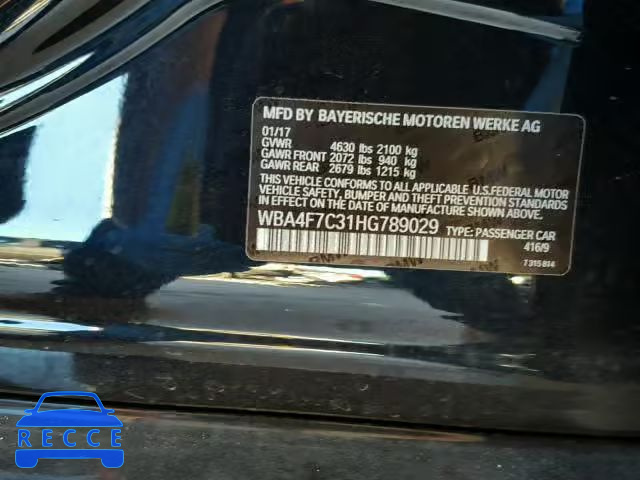 MFD BY BAYERISCHE MOTOREN WERKE AG
01/17
GVWR 4630 lbs 2100 kg
GAWR FRONT 2072 lbs 940 kg
GAWR REAR 2679 lbs 1215 kg
THIS VEHICLE CONFORMS TO ALL APPLICABLE U.S.FEDERAL MOTOR
VEHICLE SAFETY, BUMPER, AND THEFT PREVENTION STANDARDS
IN EFFECT ON THE DATE OF MANUFACTURE SHOWN ABOVE.
WBA4F7C31HG789029 TYPE: PASSENGER CAR
416/9
7 315 814
RECCE